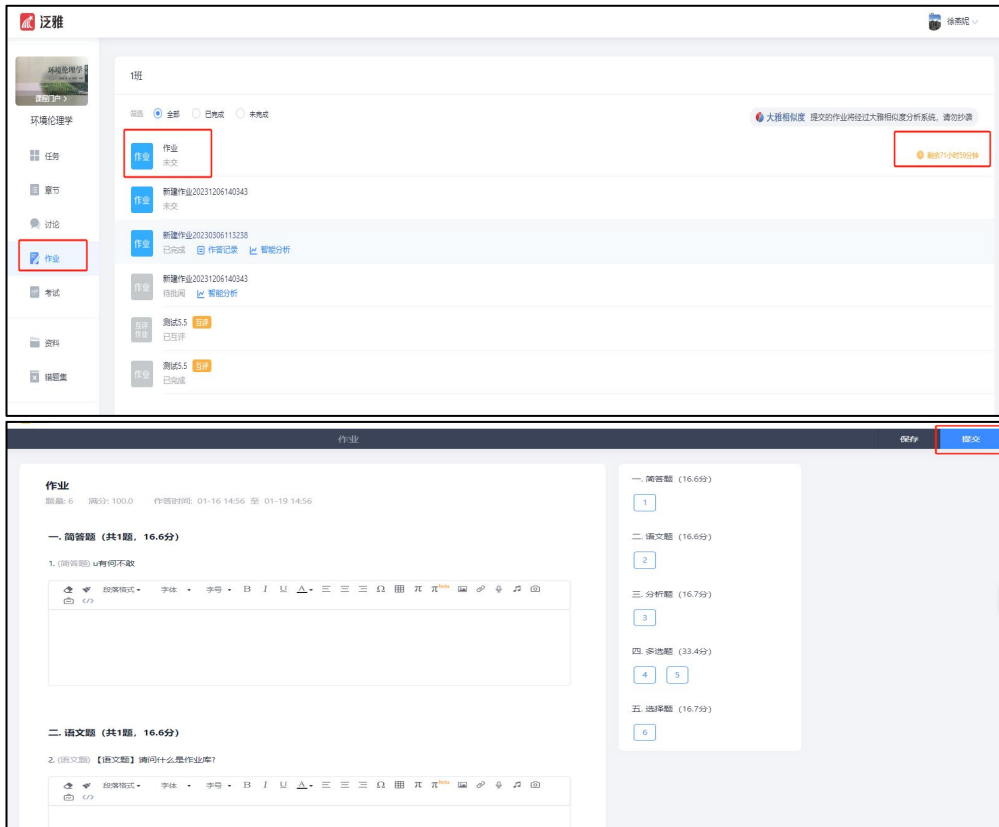 泛雅
徐燕妮
环境伦理学
课程门户 >
环境伦理学
任务
章节
讨论
作业
考试
资料
错题集
1班
筛选 全部 已完成 未完成
大雅相似度 提交的作业将经过大雅相似度分析系统，请勿抄袭
作业 作业
未交
剩余71小时59分钟
作业 新建作业20231206140343
未交
作业 新建作业20230306113238
已完成 作答记录 智能分析
作业 新建作业20231206140343
待批阅 智能分析
互评作业 测试5.5 互评
已互评
作业 测试5.5 互评
已完成
作业 保存 提交
作业
题量: 6 满分: 100.0 作答时间: 01-16 14:56 至 01-19 14:56
一. 简答题（共1题，16.6分）
1. (简答题) u有何不敢
段落格式 字体 字号 B I U A Ω π π
二. 语文题（共1题，16.6分）
2. (语文题) 【语文题】请问什么是作业库?
段落格式 字体 字号 B I U A Ω π π
一. 简答题 (16.6分)
1
二. 语文题 (16.6分)
2
三. 分析题 (16.7分)
3
四. 多选题 (33.4分)
4 5
五. 选择题 (16.7分)
6